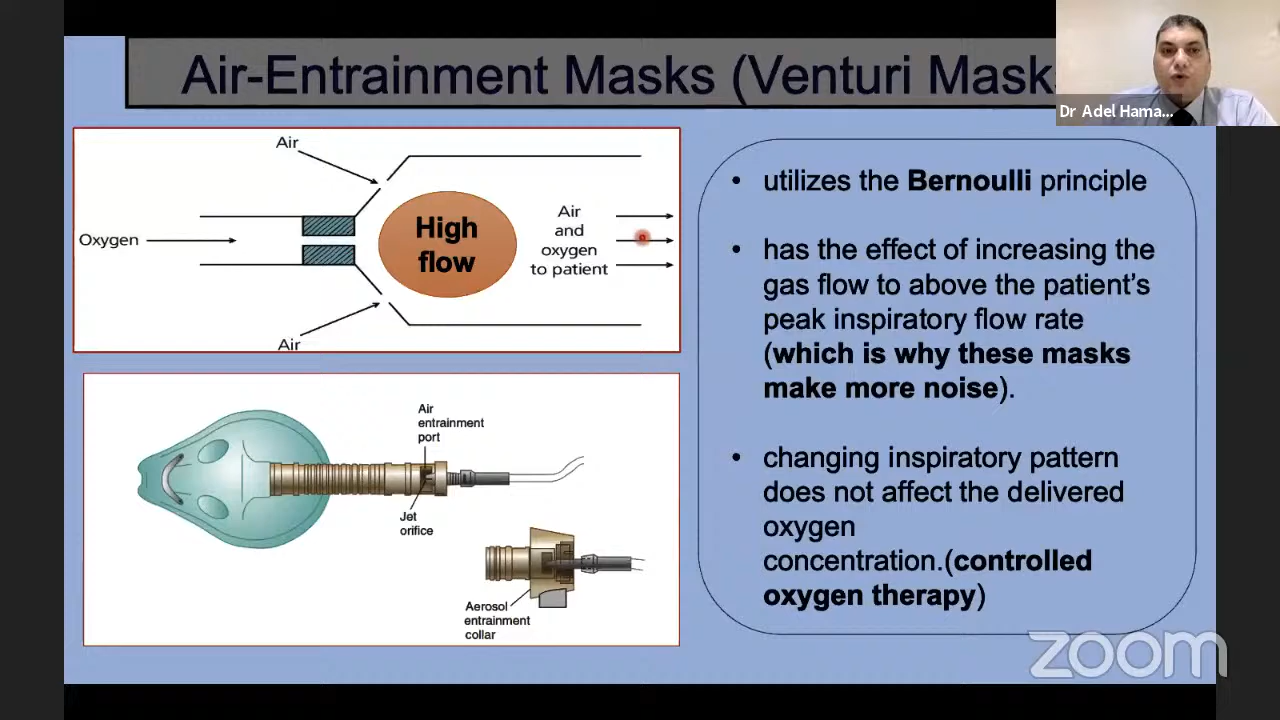 Air-Entrainment Masks (Venturi Mask
Dr Adel Hama...
Air
Oxygen
High
flow
Air
and
oxygen
to patient
Air
Air
entrainment
port
Jet
orifice
Aerosol
entrainment
collar
• utilizes the Bernoulli principle
• has the effect of increasing the
gas flow to above the patient's
peak inspiratory flow rate
(which is why these masks
make more noise).
• changing inspiratory pattern
does not affect the delivered
oxygen
concentration.(controlled
oxygen therapy)
zoom